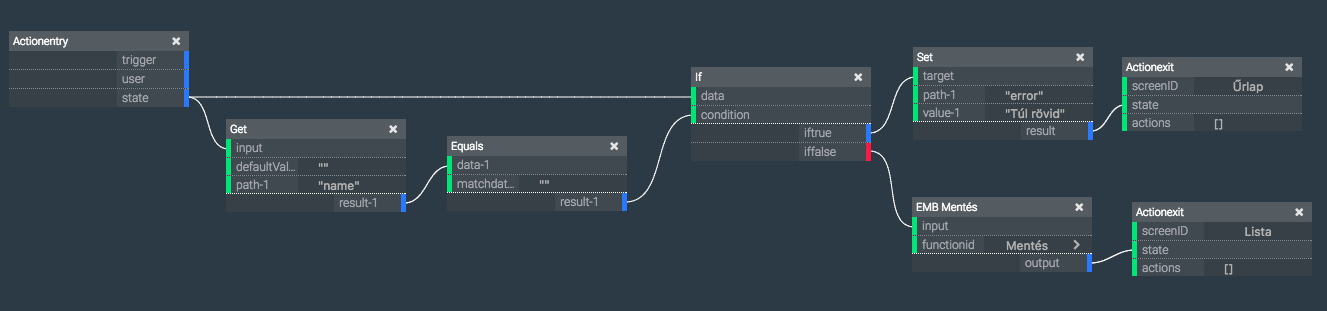 Actionentry
trigger
user
state
Get
input
defaultVal... ""
path-1 "name"
result-1
Equals
data-1
matchdat... ""
result-1
If
data
condition
iftrue
iffalse
Set
target
path-1 "error"
value-1 "Túl rövid"
result
Actionexit
screenID Űrlap
state
actions []
EMB Mentés
input
functionid Mentés
output
Actionexit
screenID Lista
state
actions []